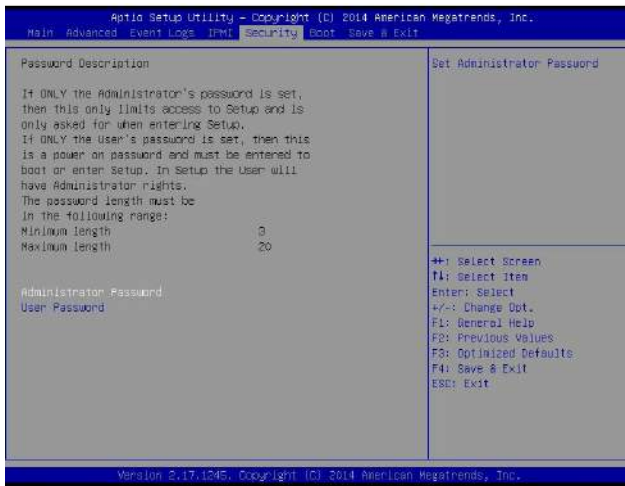 Aptio Setup Utility – Copyright (C) 2014 American Megatrends, Inc.
Main Advanced Event Logs IPMI Security Boot Save & Exit
Password Description
If ONLY the Administrator's password is set,
then this only limits access to Setup and is
only asked for when entering Setup.
If ONLY the User's password is set, then this
is a power on password and must be entered to
boot or enter Setup. In Setup the User will
have Administrator rights.
The password length must be
in the following range:
Minimum length 3
Maximum length 20
Administrator Password
User Password
Set Administrator Password
→←: Select Screen
↑↓: Select Item
Enter: Select
+/-: Change Opt.
F1: General Help
F2: Previous Values
F3: Optimized Defaults
F4: Save & Exit
ESC: Exit
Version 2.17.1245. Copyright (C) 2014 American Megatrends, Inc.